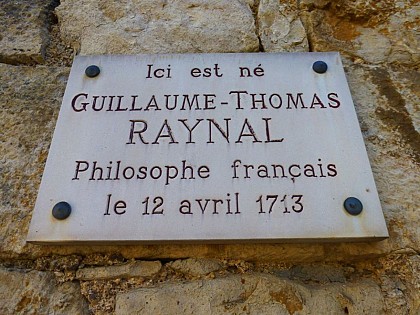 Ici est né
GUILLAUME-THOMAS
RAYNAL
Philosophe français
le 12 avril 1713